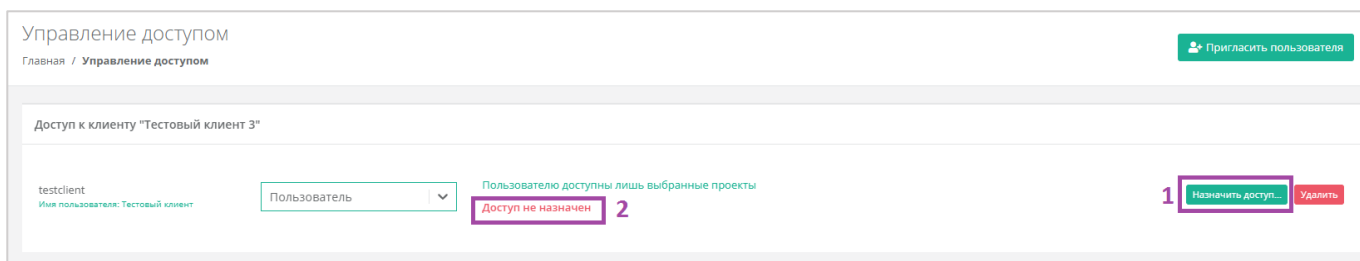 Управление доступом
Пригласить пользователя
Главная / Управление доступом
Доступ к клиенту "Тестовый клиент 3"
testclient
Имя пользователя: Тестовый клиент
Пользователь
Пользователю доступны лишь выбранные проекты
Доступ не назначен
2
1
Назначить доступ...
Удалить